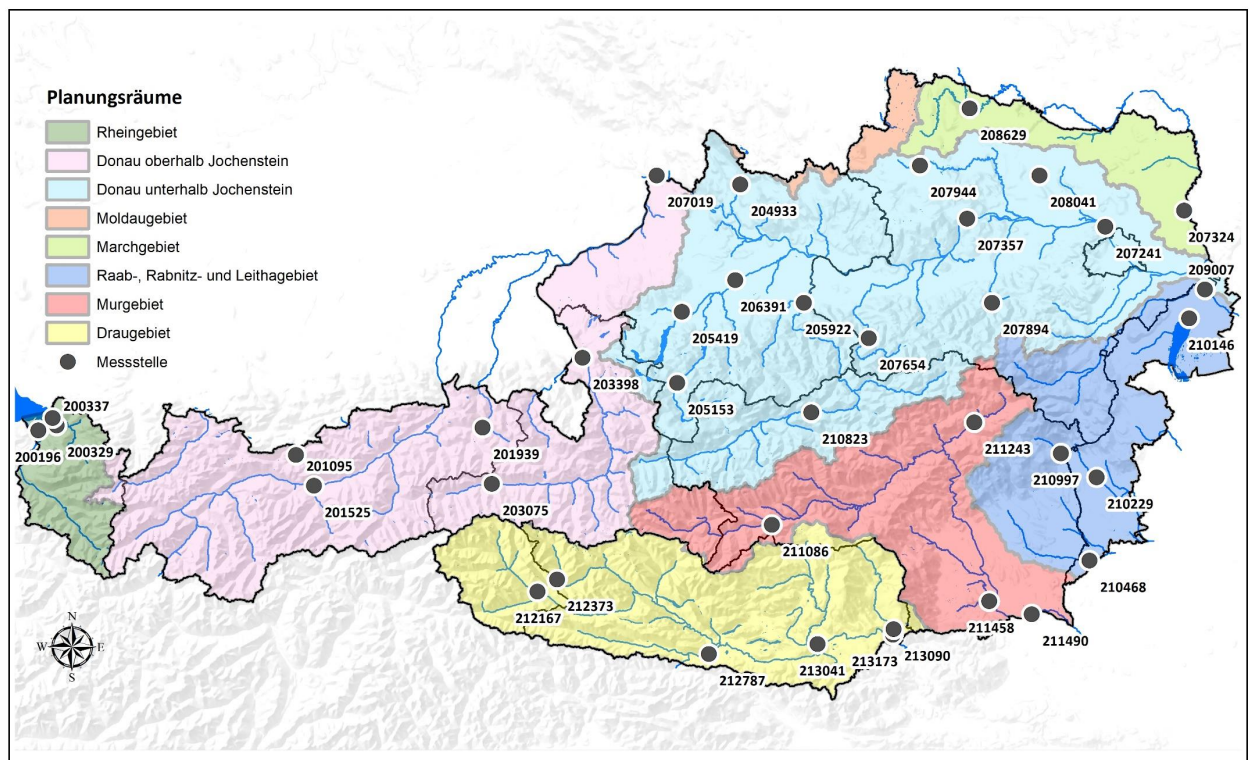 Planungsräume
Rheingebiet
Donau oberhalb Jochenstein
Donau unterhalb Jochenstein
Moldaugebiet
Marchgebiet
Raab-, Rabnitz- und Leithagebiet
Murgebiet
Draugebiet
Messstelle
208629
207019
204933
207944
208041
207324
207357
207241
209007
206391
205922
207894
205419
210146
207654
203398
200337
205153
200196
200329
210823
201095
201939
211243
210997
201525
203075
210229
211086
210468
212373
212167
211458
211490
213041
213173
213090
212787
N
W
E
S